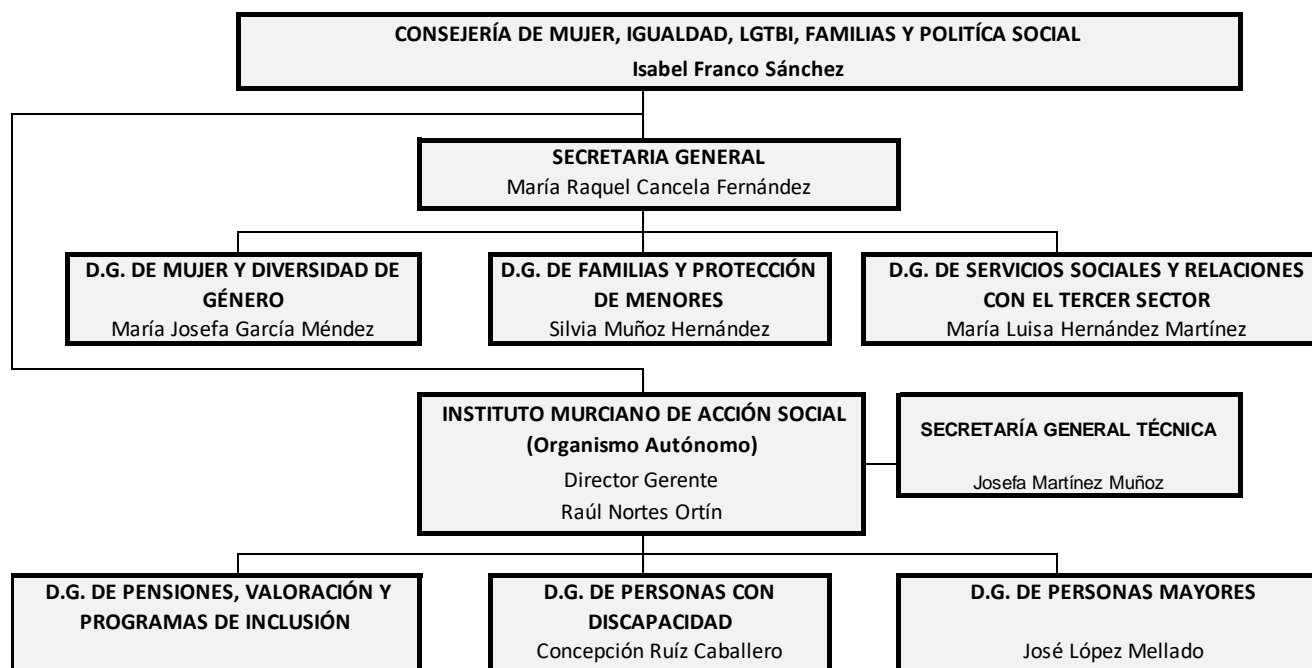 CONSEJERÍA DE MUJER, IGUALDAD, LGTBI, FAMILIAS Y POLITÍCA SOCIAL
Isabel Franco Sánchez
SECRETARIA GENERAL
María Raquel Cancela Fernández
D.G. DE MUJER Y DIVERSIDAD DE
GÉNERO
María Josefa García Méndez
D.G. DE FAMILIAS Y PROTECCIÓN
DE MENORES
Silvia Muñoz Hernández
D.G. DE SERVICIOS SOCIALES Y RELACIONES
CON EL TERCER SECTOR
María Luisa Hernández Martínez
INSTITUTO MURCIANO DE ACCIÓN SOCIAL
(Organismo Autónomo)
Director Gerente
Raúl Nortes Ortín
SECRETARÍA GENERAL TÉCNICA
Josefa Martínez Muñoz
D.G. DE PENSIONES, VALORACIÓN Y
PROGRAMAS DE INCLUSIÓN
D.G. DE PERSONAS CON
DISCAPACIDAD
Concepción Ruíz Caballero
D.G. DE PERSONAS MAYORES
José López Mellado